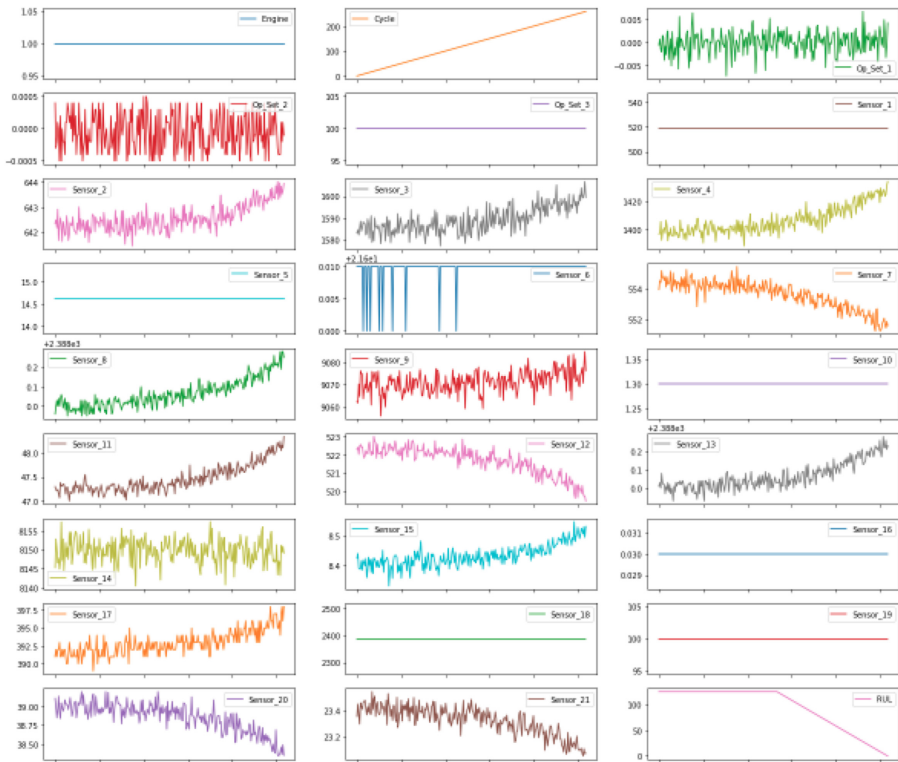 1.05
1.00
0.95
Engine
200
100
0
Cycle
0.005
0.000
−0.005
Op_Set_1
0.0005
0.0000
−0.0005
Op_Set_2
105
100
95
Op_Set_3
540
520
500
Sensor_1
644
643
642
Sensor_2
1600
1590
1580
Sensor_3
1420
1400
Sensor_4
15.0
14.5
14.0
Sensor_5
+2.16e1
0.010
0.005
0.000
Sensor_6
554
552
Sensor_7
+2.388e3
0.2
0.1
0.0
Sensor_8
9080
9070
9060
Sensor_9
1.35
1.30
1.25
Sensor_10
48.0
47.5
47.0
Sensor_11
523
522
521
520
Sensor_12
+2.388e3
0.2
0.1
0.0
Sensor_13
8155
8150
8145
8140
Sensor_14
8.5
8.4
Sensor_15
0.031
0.030
0.029
Sensor_16
397.5
395.0
392.5
390.0
Sensor_17
2500
2400
2300
Sensor_18
105
100
95
Sensor_19
39.00
38.75
38.50
Sensor_20
23.4
23.2
Sensor_21
100
50
0
RUL